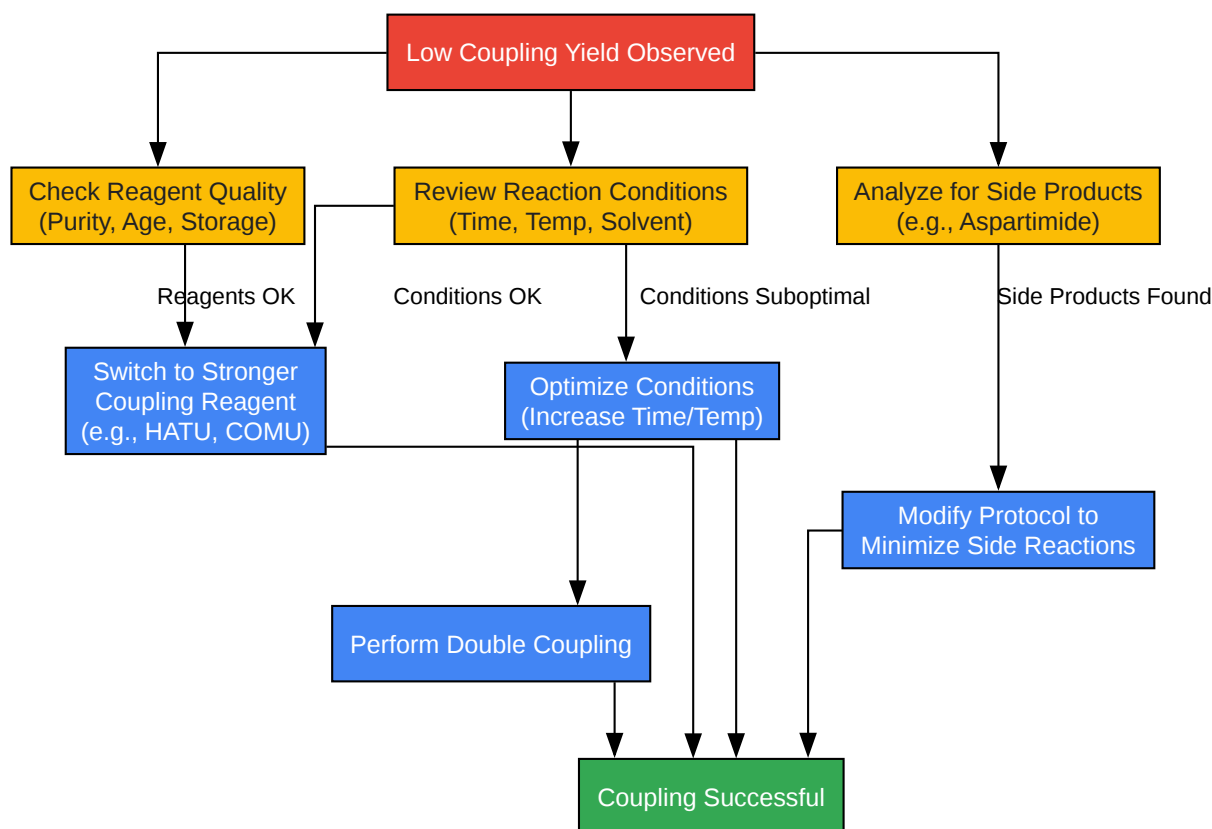 Low Coupling Yield Observed
Check Reagent Quality
(Purity, Age, Storage)
Review Reaction Conditions
(Time, Temp, Solvent)
Analyze for Side Products
(e.g., Aspartimide)
Reagents OK
Conditions OK
Conditions Suboptimal
Side Products Found
Switch to Stronger
Coupling Reagent
(e.g., HATU, COMU)
Optimize Conditions
(Increase Time/Temp)
Modify Protocol to
Minimize Side Reactions
Perform Double Coupling
Coupling Successful